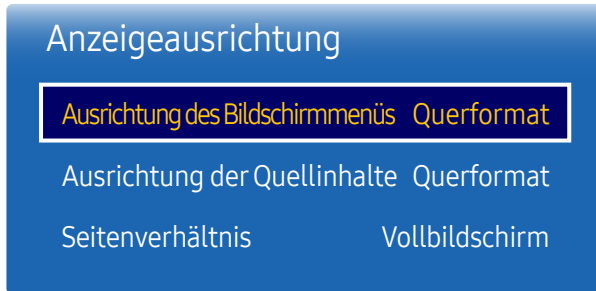 Anzeigeausrichtung
Ausrichtung des Bildschirmmenüs Querformat
Ausrichtung der Quellinhalte Querformat
Seitenverhältnis Vollbildschirm